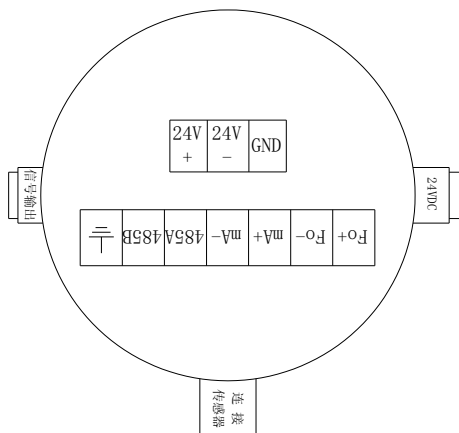 24V
+
24V
-
GND
信号输出
24VDC
485B
485A
mA-
mA+
Fo-
Fo+
连接
传感器